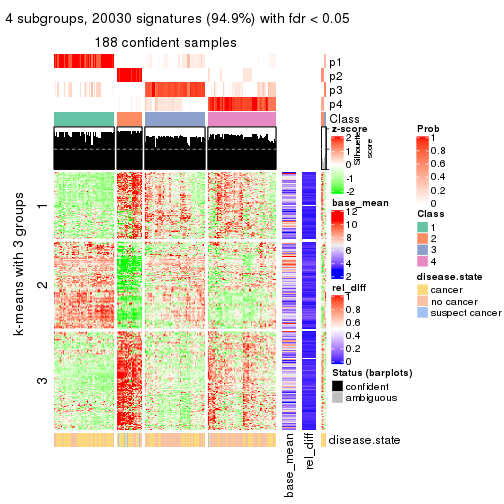 4 subgroups, 20030 signatures (94.9%) with fdr < 0.05
188 confident samples
p1
p2
p3
p4
Class
z-score
2
1
0
-1
-2
Silhouette
score
Prob
1
0.8
0.6
0.4
0.2
0
k-means with 3 groups
1
2
3
base_mean
12
10
8
6
4
2
Class
1
2
3
4
disease.state
cancer
no cancer
suspect cancer
rel_diff
1
0.8
0.6
0.4
0.2
0
Status (barplots)
confident
ambiguous
disease.state
base_mean
rel_diff